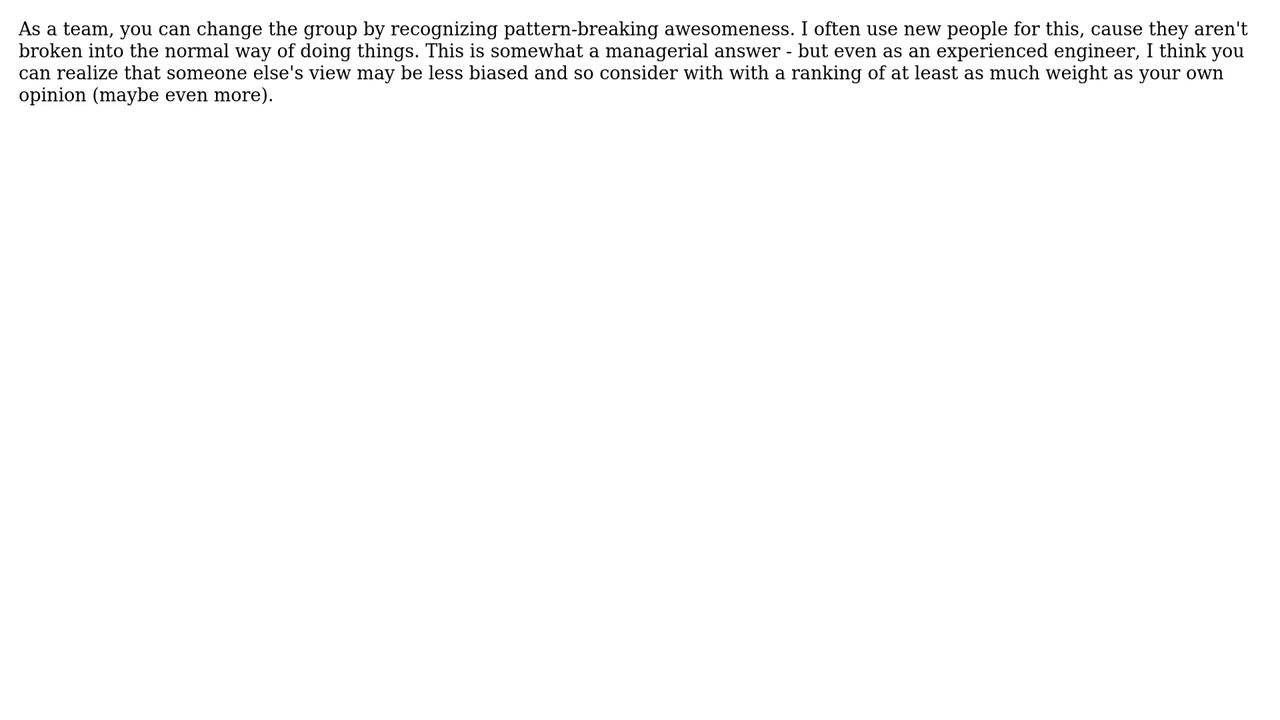 As a team, you can change the group by recognizing pattern-breaking awesomeness. I often use new people for this, cause they aren't
broken into the normal way of doing things. This is somewhat a managerial answer - but even as an experienced engineer, I think you
can realize that someone else's view may be less biased and so consider with with a ranking of at least as much weight as your own
opinion (maybe even more).